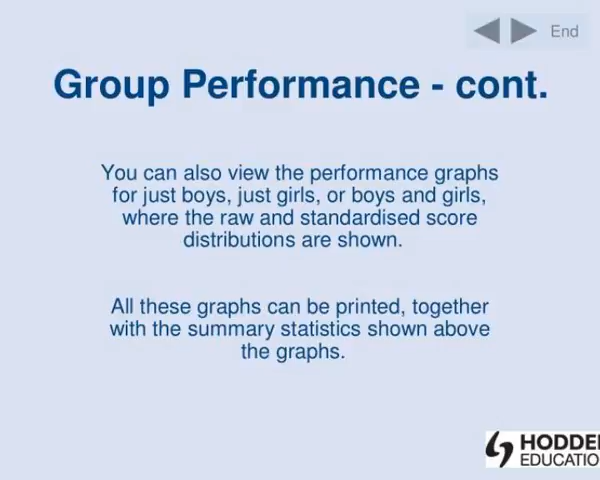 End
Group Performance - cont.
You can also view the performance graphs
for just boys, just girls, or boys and girls,
where the raw and standardised score
distributions are shown.
All these graphs can be printed, together
with the summary statistics shown above
the graphs.
HODDE
EDUCATIO